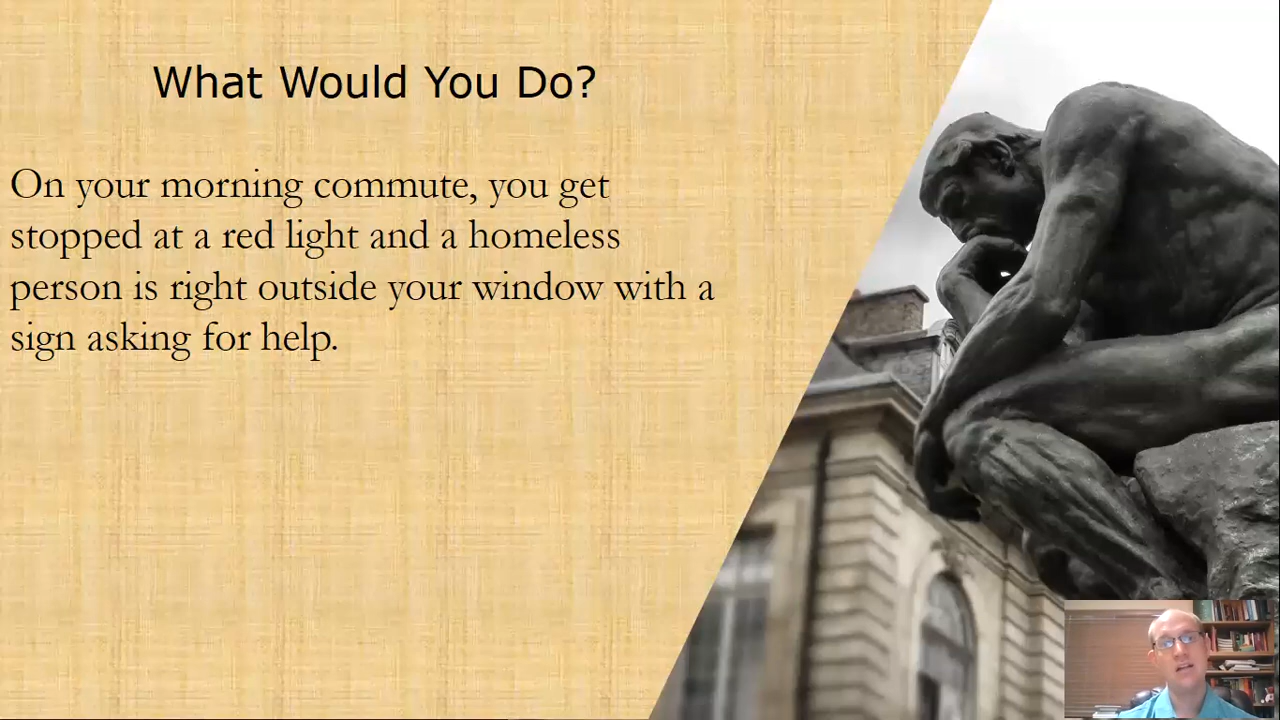 What Would You Do?
On your morning commute, you get
stopped at a red light and a homeless
person is right outside your window with a
sign asking for help.